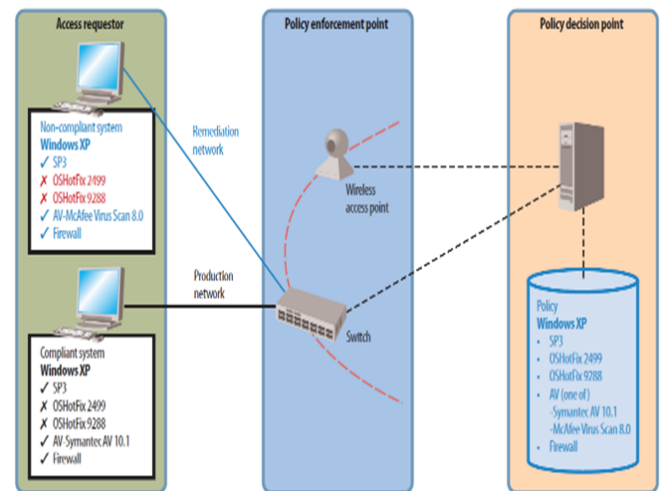 Access requestor
Non-compliant system
Windows XP
✓ SP3
✗ OSHotFix 2499
✗ OSHotFix 9288
✓ AV-McAfee Virus Scan 8.0
✓ Firewall
Compliant system
Windows XP
✓ SP3
✗ OSHotFix 2499
✗ OSHotFix 9288
✓ AV-Symantec AV 10.1
✓ Firewall
Remediation
network
Production
network
Policy enforcement point
Wireless
access point
Switch
Policy decision point
Policy
Windows XP
• SP3
• OSHotFix 2499
• OSHotFix 9288
• AV (one of)
-Symantec AV 10.1
-McAfee Virus Scan 8.0
• Firewall